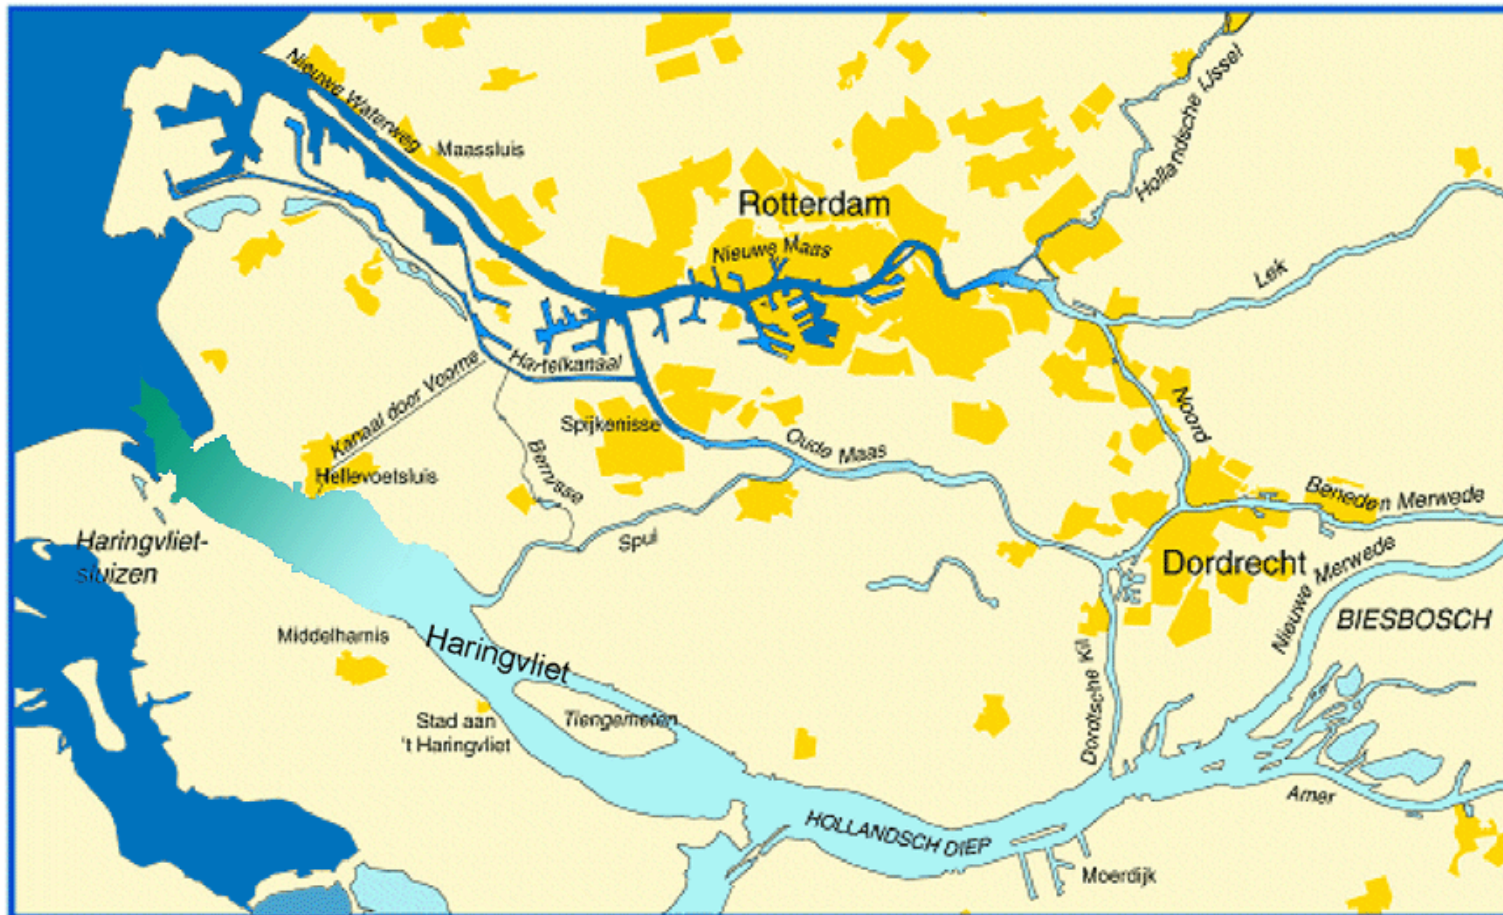 Nieuwe Waterweg
Maassluis
Hollandsche IJssel
Rotterdam
Nieuwe Maas
Lek
Hartelkanaal
Kanaal door Voorne
Noord
Spijkenisse
Oude Maas
Hellevoetsluis
Bernisse
Beneden Merwede
Spui
Haringvliet-
sluizen
Dordrecht
Nieuwe Merwede
BIESBOSCH
Middelharnis
Haringvliet
Dordtsche Kil
Tiengemeten
Stad aan
't Haringvliet
Amer
HOLLANDSCH DIEP
Moerdijk